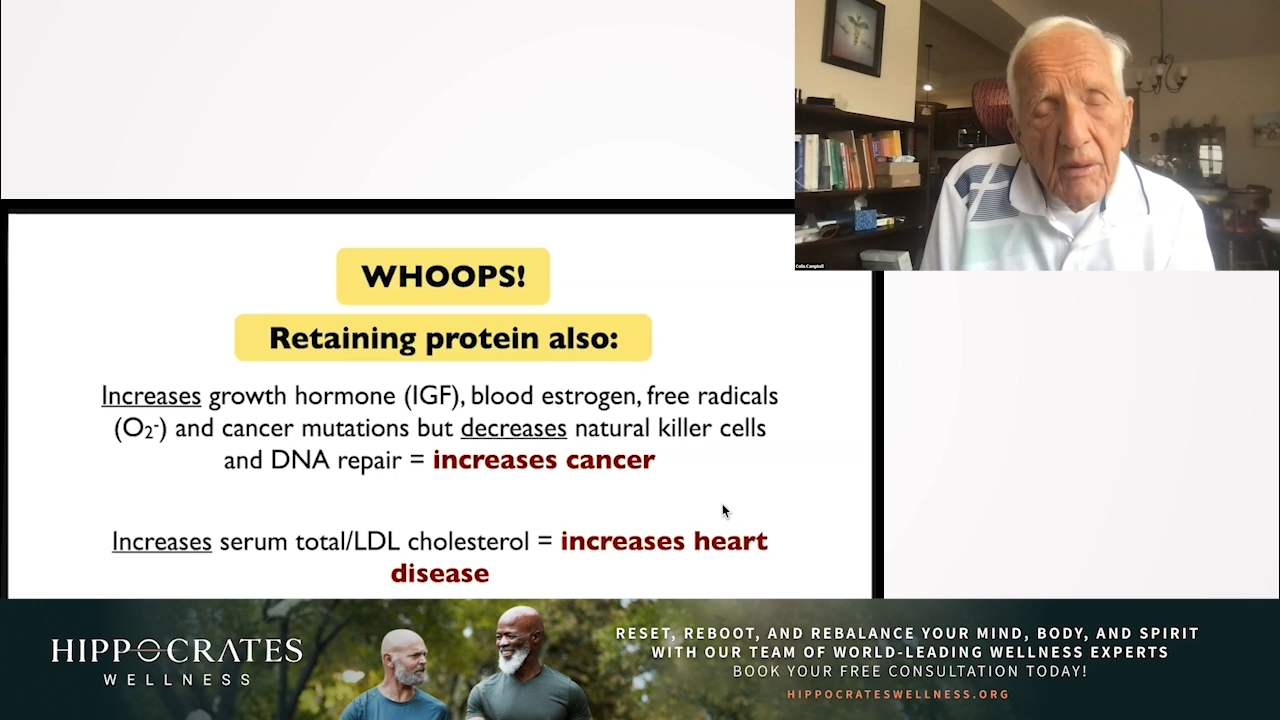 Colin Campbell
WHOOPS!
Retaining protein also:
Increases growth hormone (IGF), blood estrogen, free radicals
(O₂⁻) and cancer mutations but decreases natural killer cells
and DNA repair = increases cancer
Increases serum total/LDL cholesterol = increases heart
disease
HIPPOCRATES
WELLNESS
RESET, REBOOT, AND REBALANCE YOUR MIND, BODY, AND SPIRIT
WITH OUR TEAM OF WORLD-LEADING WELLNESS EXPERTS
BOOK YOUR FREE CONSULTATION TODAY!
HIPPOCRATESWELLNESS.ORG